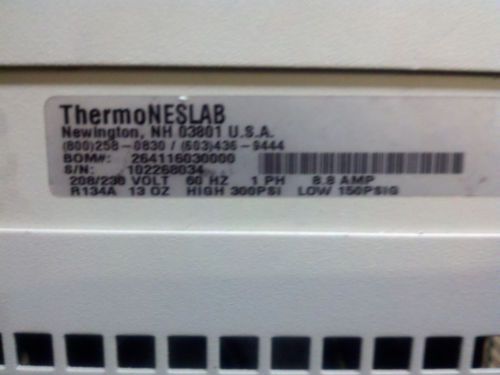 ThermoNESLAB
Newington, NH 03801 U.S.A.
(800)258-0830 / (603)436-9444
BOM#: 264116030000
S/N: 102268034
208/230 VOLT 60 HZ 1 PH 8.8 AMP
R134A 13 OZ HIGH 300PSI LOW 150PSIG